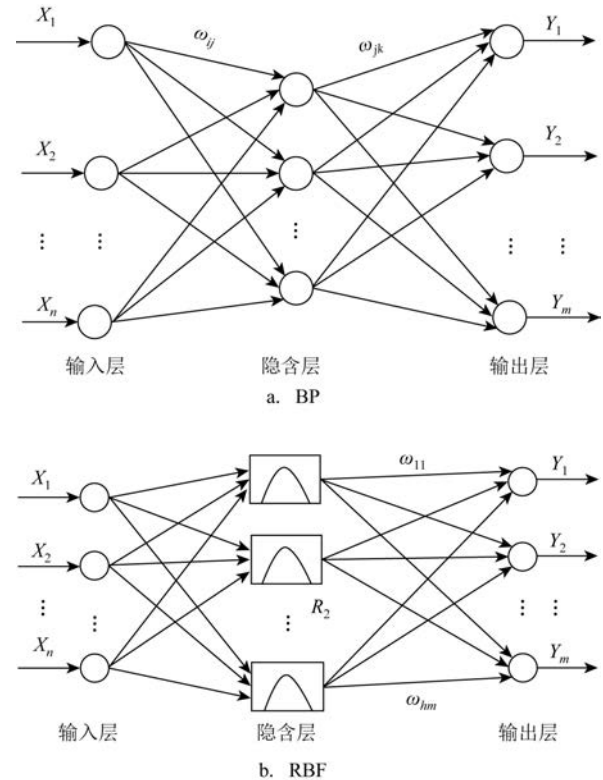 X₁ ωᵢⱼ ωⱼₖ Y₁
X₂ Y₂
⋮ ⋮ ⋮ ⋮ ⋮
Xₙ Yₘ
输入层 隐含层 输出层
a. BP
X₁ ω₁₁ Y₁
X₂ Y₂
R₂
⋮ ⋮ ⋮ ⋮ ⋮
Xₙ Yₘ
ωₕₘ
输入层 隐含层 输出层
b. RBF